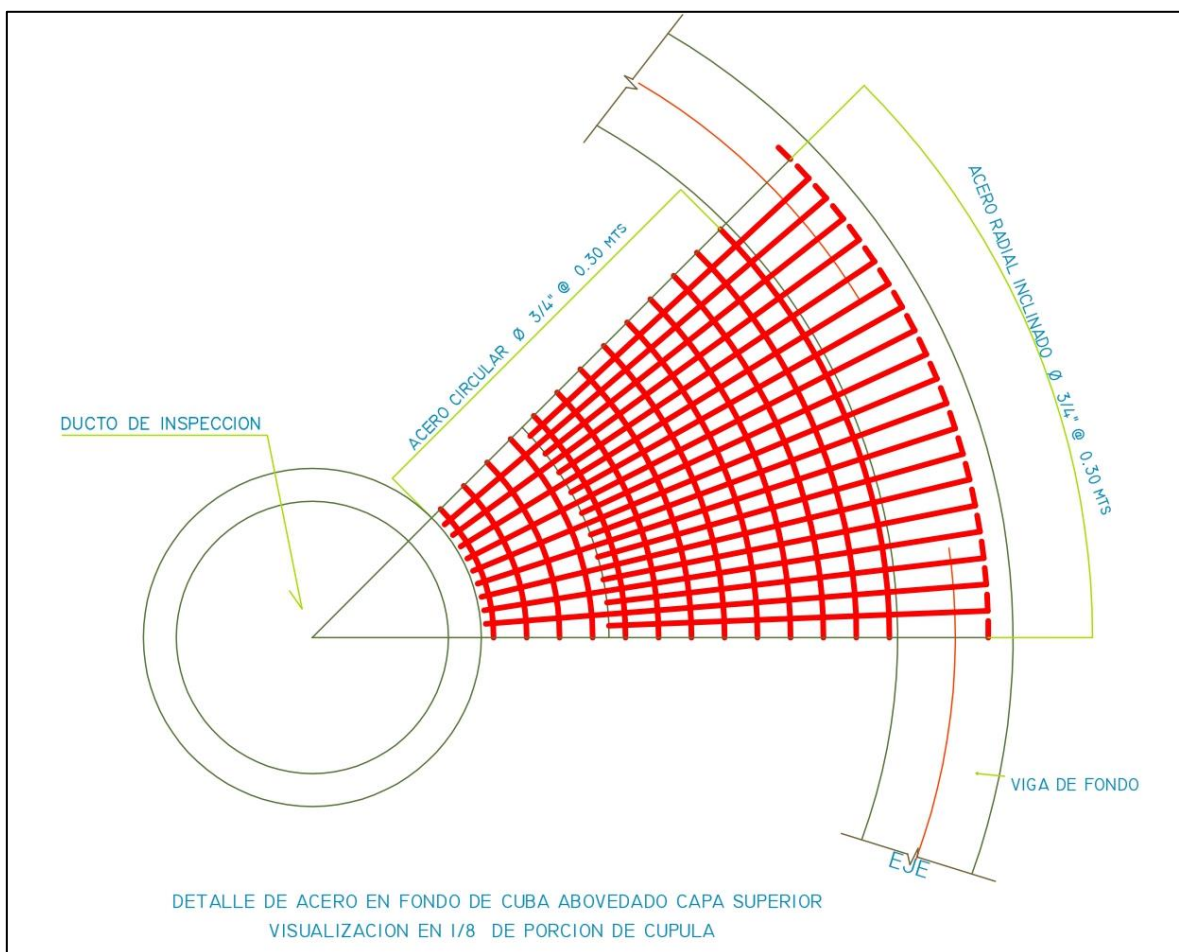 ACERO RADIAL INCLINADO Ø 3/4" @ 0.30 MTS
ACERO CIRCULAR Ø 3/4" @ 0.30 MTS
DUCTO DE INSPECCION
VIGA DE FONDO
EJE
DETALLE DE ACERO EN FONDO DE CUBA ABOVEDADO CAPA SUPERIOR
VISUALIZACION EN 1/8 DE PORCION DE CUPULA